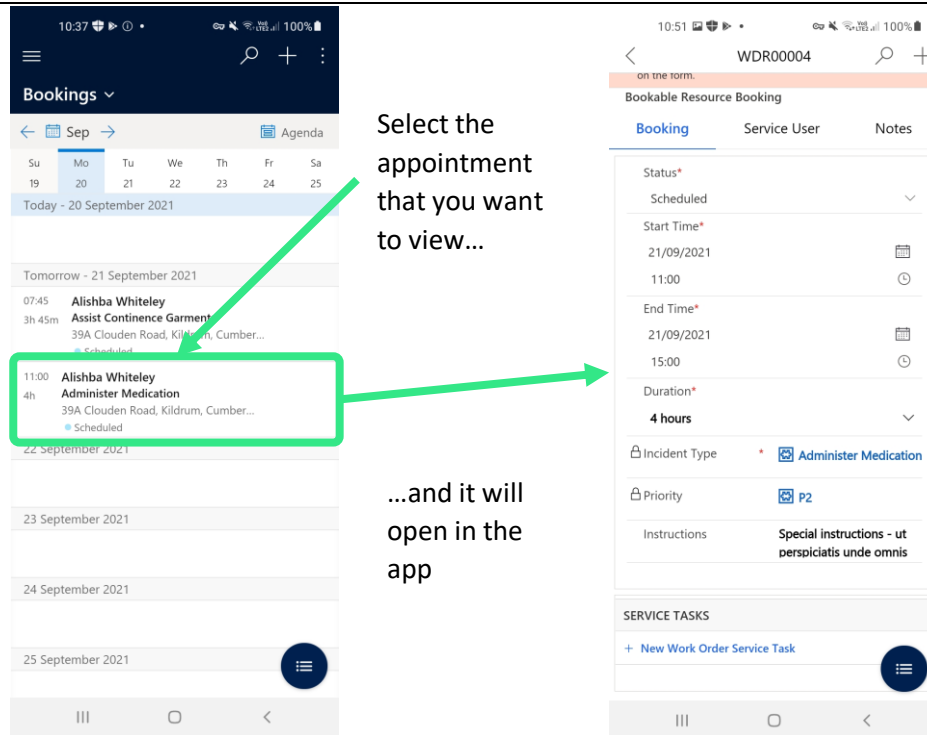 10:37 100%
Bookings
Sep Agenda
Su Mo Tu We Th Fr Sa
19 20 21 22 23 24 25
Today - 20 September 2021
Tomorrow - 21 September 2021
07:45 Alishba Whiteley
3h 45m Assist Continence Garment
39A Clouden Road, Kildrum, Cumber...
Scheduled
11:00 Alishba Whiteley
4h Administer Medication
39A Clouden Road, Kildrum, Cumber...
Scheduled
22 September 2021
23 September 2021
24 September 2021
25 September 2021
Select the
appointment
that you want
to view...
...and it will
open in the
app
10:51 100%
WDR00004
on the form.
Bookable Resource Booking
Booking Service User Notes
Status*
Scheduled
Start Time*
21/09/2021
11:00
End Time*
21/09/2021
15:00
Duration*
4 hours
Incident Type * Administer Medication
Priority P2
Instructions Special instructions - ut
perspiciatis unde omnis
SERVICE TASKS
+ New Work Order Service Task